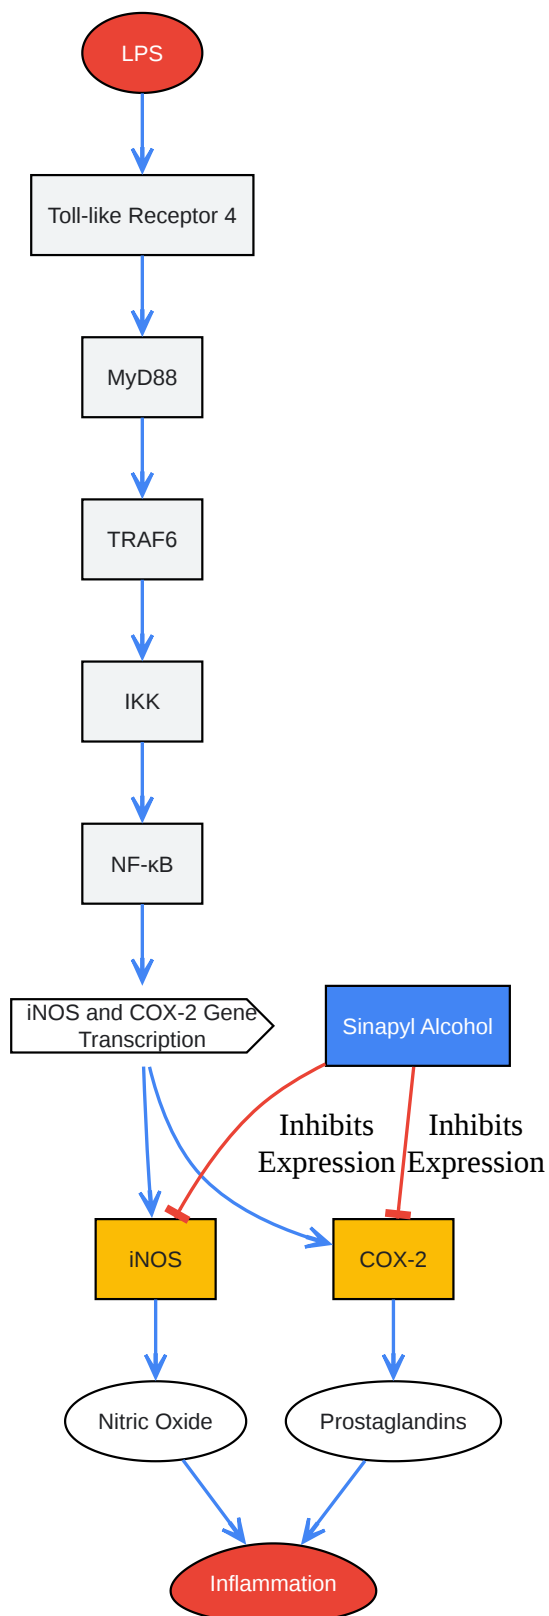 LPS
Toll-like Receptor 4
MyD88
TRAF6
IKK
NF-κB
iNOS and COX-2 Gene
Transcription
Sinapyl Alcohol
Inhibits
Expression
Inhibits
Expression
iNOS
COX-2
Nitric Oxide
Prostaglandins
Inflammation